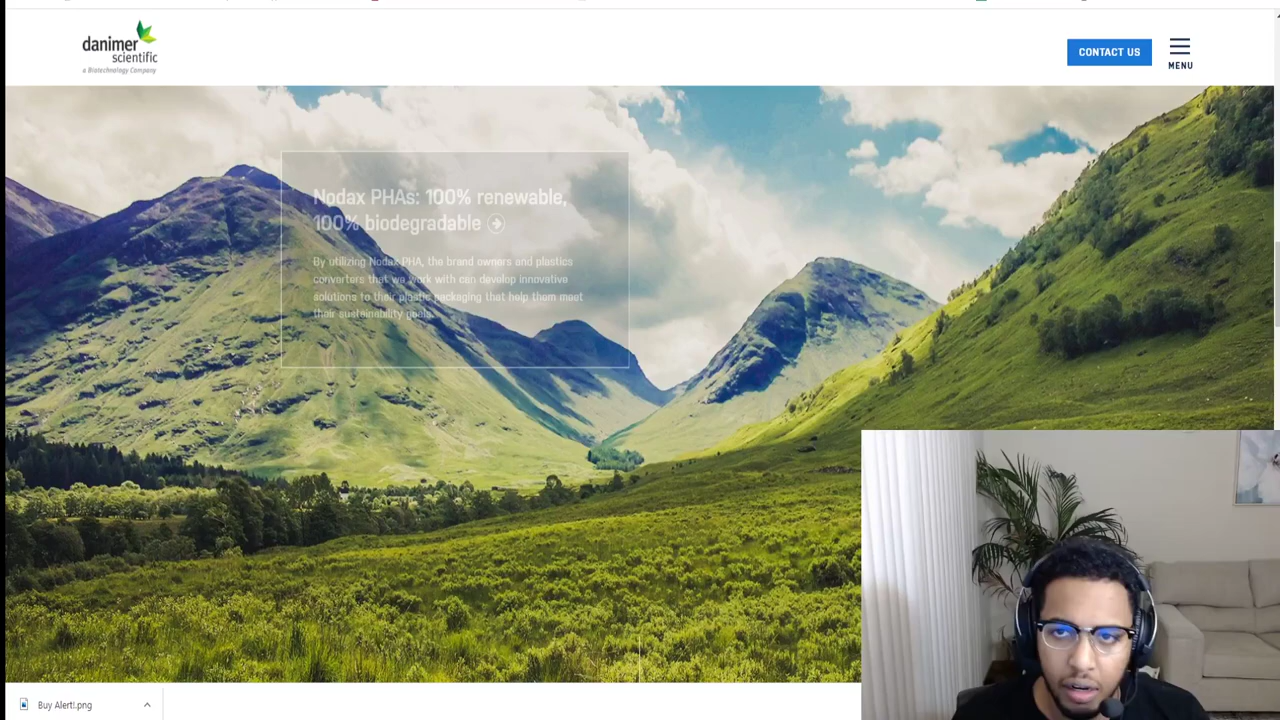 danimer
scientific
a Biotechnology Company
CONTACT US
MENU
Nodax PHAs: 100% renewable,
100% biodegradable
By utilizing Nodax PHA, the brand owners and plastics
converters that we work with can develop innovative
solutions to their plastic packaging that help them meet
their sustainability goals.
Buy Alert!.png